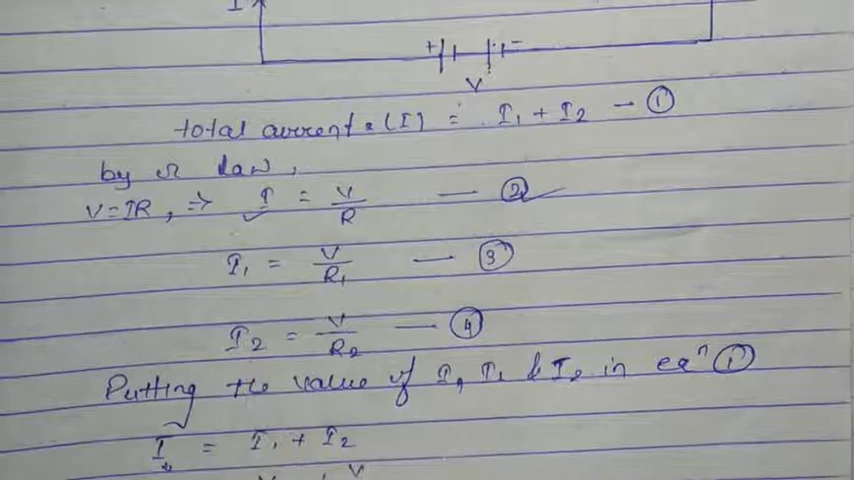 I
+ -
V
total current (I) = I₁ + I₂ — ①
by Ω law,
V = IR, => I = V/R — ②
I₁ = V/R₁ — ③
I₂ = V/R₂ — ④
Putting the value of I, I₁ & I₂ in eqⁿ ①
I = I₁ + I₂
V V